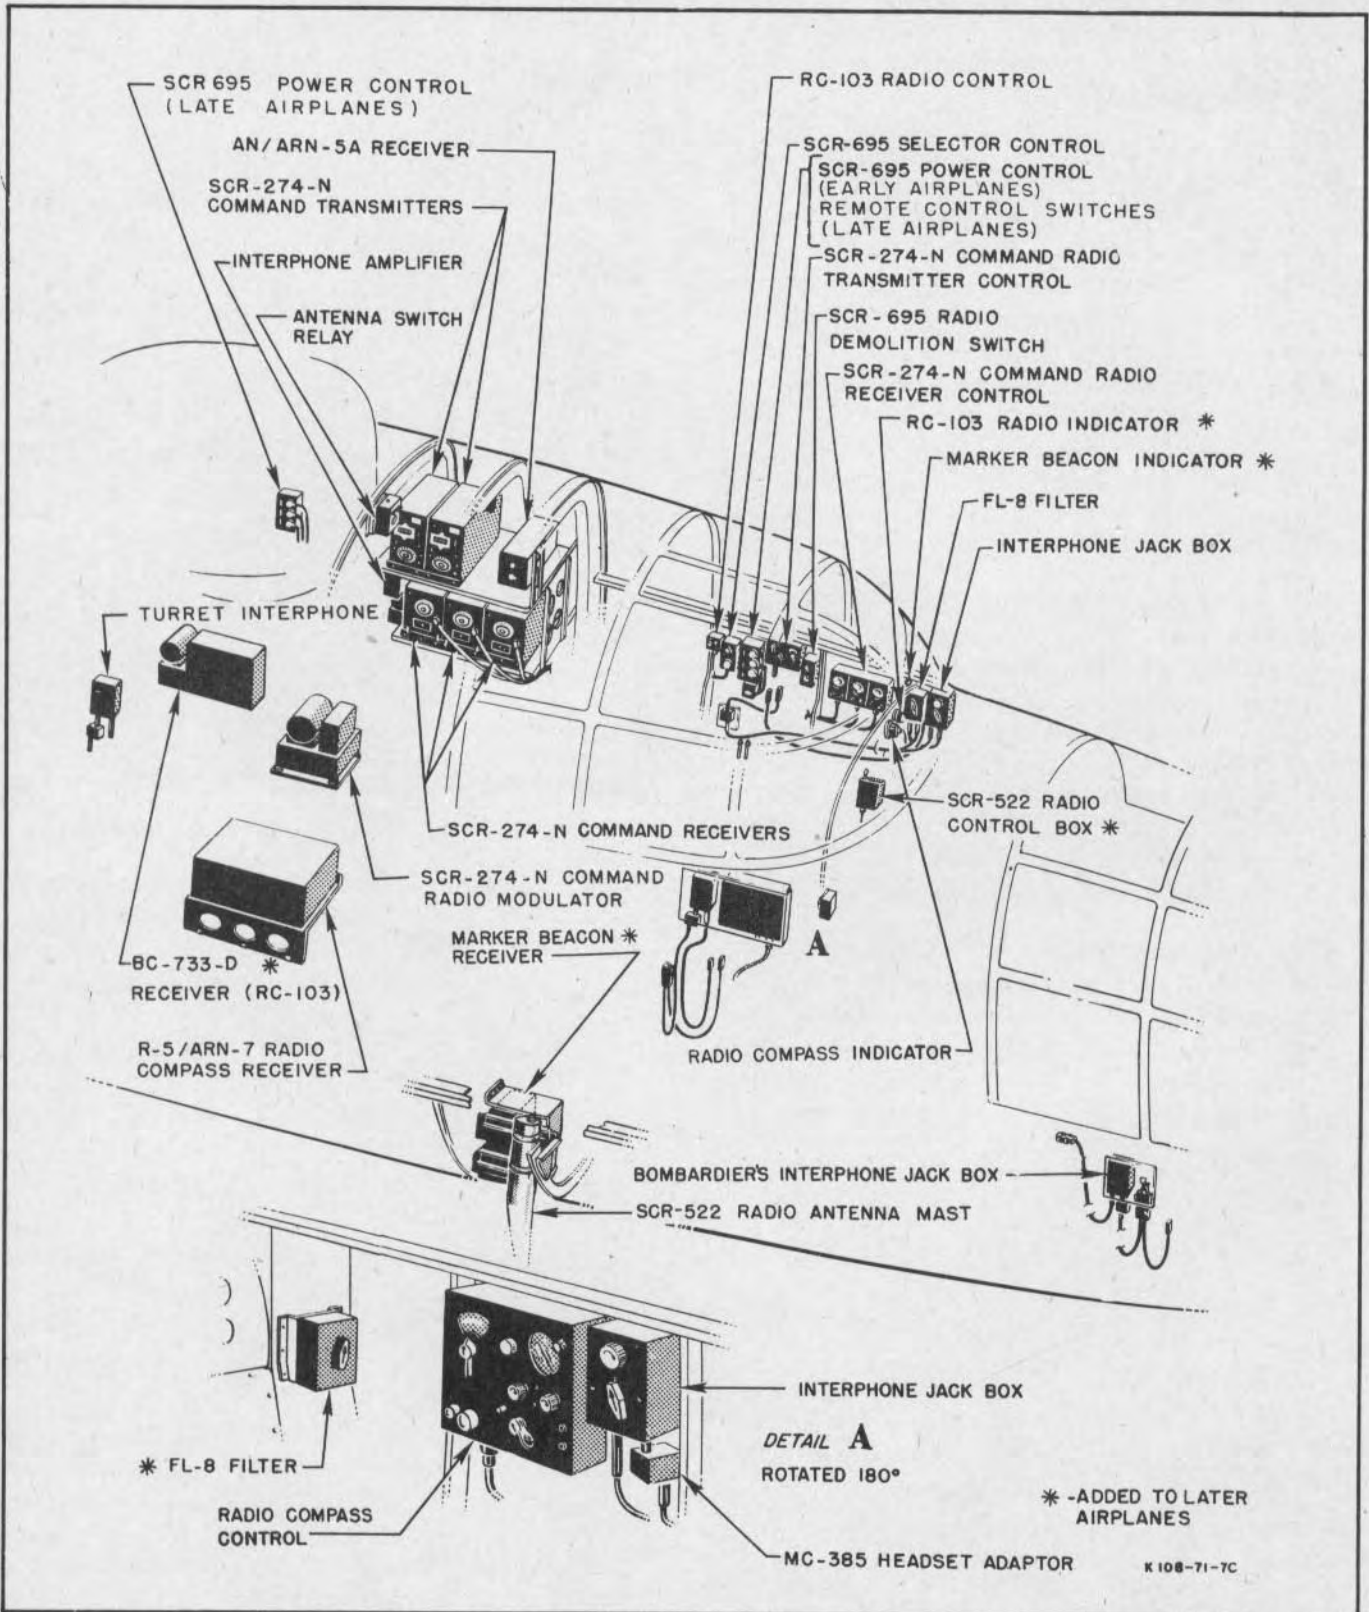 SCR 695 POWER CONTROL
(LATE AIRPLANES)
AN/ARN-5A RECEIVER
SCR-274-N
COMMAND TRANSMITTERS
INTERPHONE AMPLIFIER
ANTENNA SWITCH
RELAY
RC-103 RADIO CONTROL
SCR-695 SELECTOR CONTROL
SCR-695 POWER CONTROL
(EARLY AIRPLANES)
REMOTE CONTROL SWITCHES
(LATE AIRPLANES)
SCR-274-N COMMAND RADIO
TRANSMITTER CONTROL
SCR-695 RADIO
DEMOLITION SWITCH
SCR-274-N COMMAND RADIO
RECEIVER CONTROL
RC-103 RADIO INDICATOR *
MARKER BEACON INDICATOR *
FL-8 FILTER
INTERPHONE JACK BOX
TURRET INTERPHONE
SCR-274-N COMMAND RECEIVERS
SCR-522 RADIO
CONTROL BOX *
SCR-274-N COMMAND
RADIO MODULATOR
MARKER BEACON *
RECEIVER
A
BC-733-D *
RECEIVER (RC-103)
R-5/ARN-7 RADIO
COMPASS RECEIVER
RADIO COMPASS INDICATOR
BOMBARDIER'S INTERPHONE JACK BOX
SCR-522 RADIO ANTENNA MAST
INTERPHONE JACK BOX
DETAIL A
ROTATED 180°
* FL-8 FILTER
RADIO COMPASS
CONTROL
* -ADDED TO LATER
AIRPLANES
MC-385 HEADSET ADAPTOR
K108-71-7C